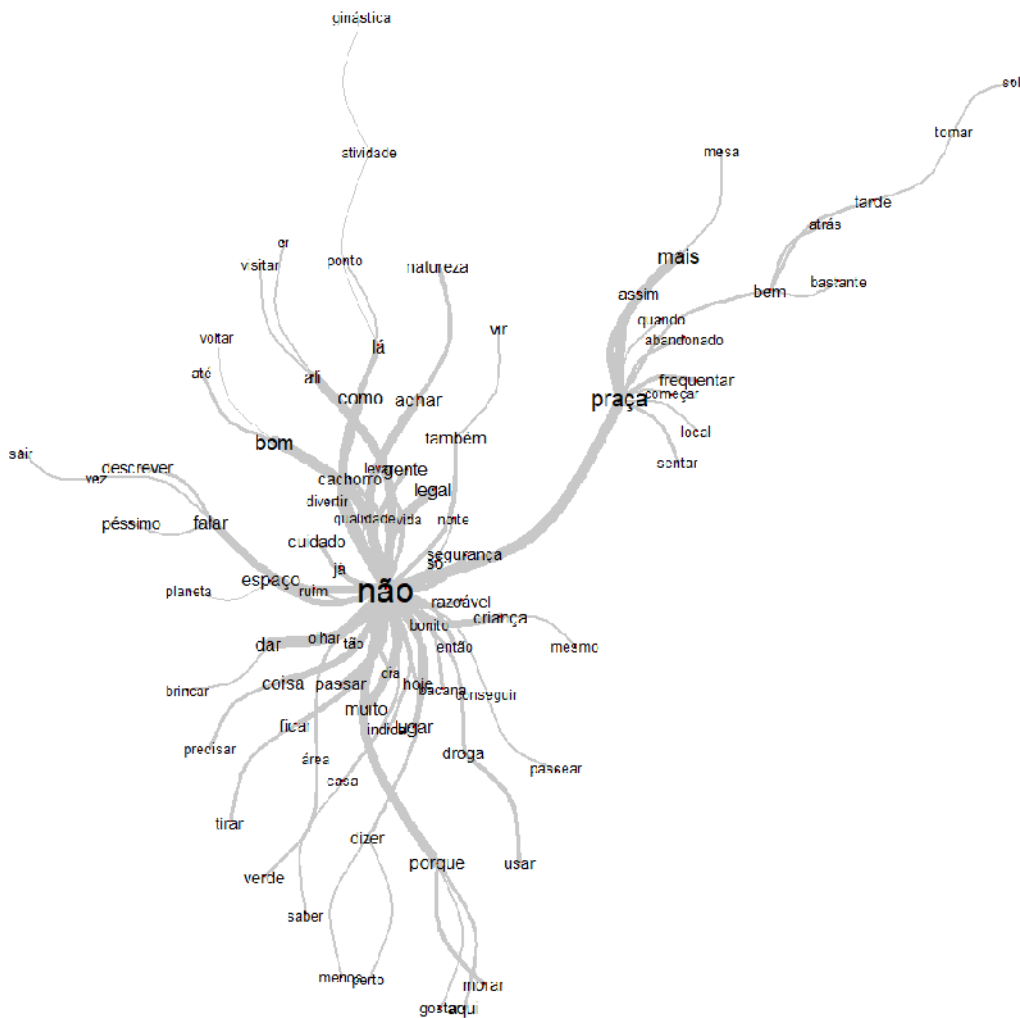 ginástica
sol
tomar
mesa
atividade
tarde
atrás
er
mais
visitar
ponto
natureza
bem
bastante
assim
quando
vir
voltar
abandonado
lá
até
ali
frequentar
começar
como
achar
praça
local
bom
também
sair
descrever
levar
gente
sentar
vez
cachorro
legal
divertir
péssimo
falar
qualidade
vida
noite
cuidado
segurança
só
já
espaço
planeta
ruim
não
razoável
bonito
criança
dar
olhar
tão
então
mesmo
dia
brincar
coisa
passar
hoje
bacana
conseguir
muito
ficar
indicar
lugar
precisar
área
droga
casa
passear
tirar
dizer
verde
porque
usar
saber
menos
perto
morar
gostar
aqui